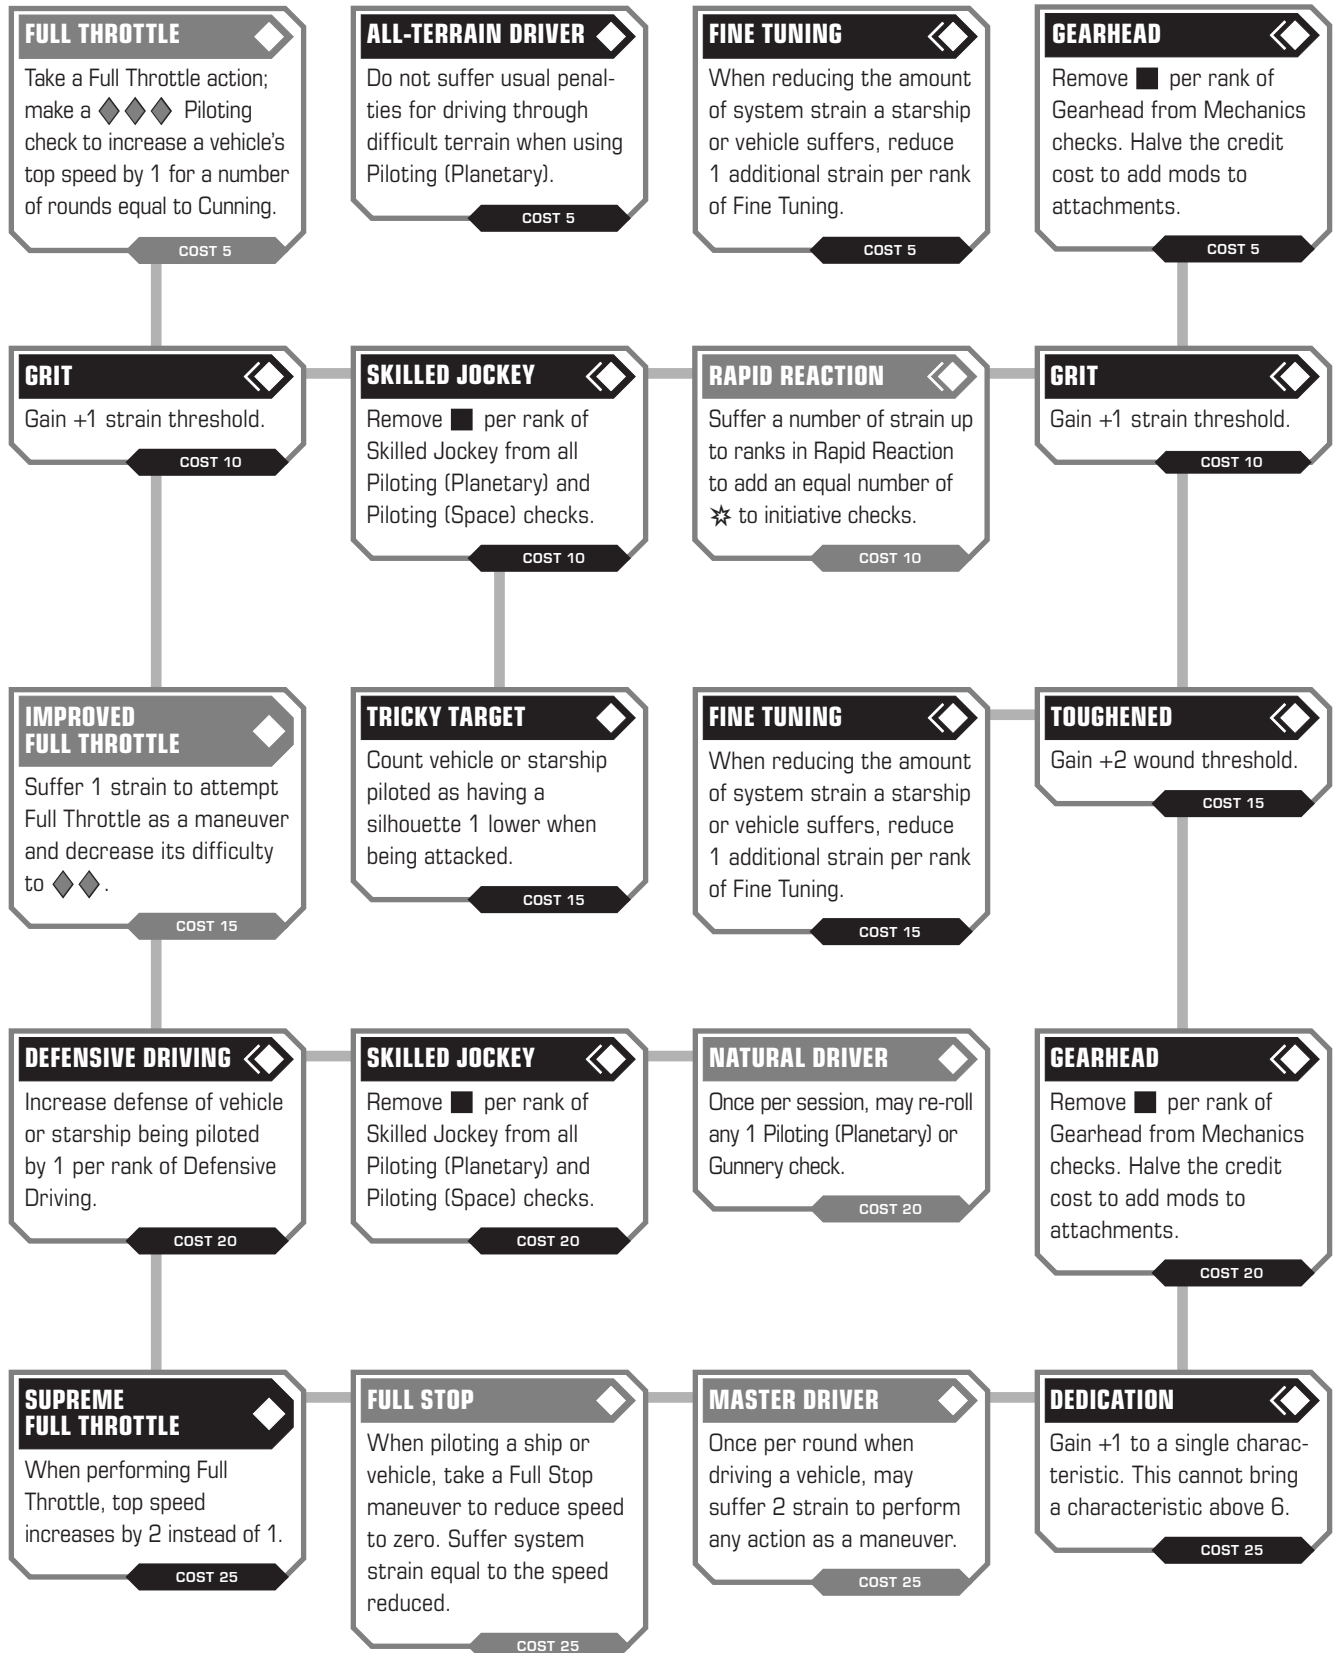 FULL THROTTLE
Take a Full Throttle action;
make a Piloting
check to increase a vehicle's
top speed by 1 for a number
of rounds equal to Cunning.
COST 5
ALL-TERRAIN DRIVER
Do not suffer usual penal-
ties for driving through
difficult terrain when using
Piloting (Planetary).
COST 5
FINE TUNING
When reducing the amount
of system strain a starship
or vehicle suffers, reduce
1 additional strain per rank
of Fine Tuning.
COST 5
GEARHEAD
Remove per rank of
Gearhead from Mechanics
checks. Halve the credit
cost to add mods to
attachments.
COST 5
GRIT
Gain +1 strain threshold.
COST 10
SKILLED JOCKEY
Remove per rank of
Skilled Jockey from all
Piloting (Planetary) and
Piloting (Space) checks.
COST 10
RAPID REACTION
Suffer a number of strain up
to ranks in Rapid Reaction
to add an equal number of
to initiative checks.
COST 10
GRIT
Gain +1 strain threshold.
COST 10
IMPROVED
FULL THROTTLE
Suffer 1 strain to attempt
Full Throttle as a maneuver
and decrease its difficulty
to .
COST 15
TRICKY TARGET
Count vehicle or starship
piloted as having a
silhouette 1 lower when
being attacked.
COST 15
FINE TUNING
When reducing the amount
of system strain a starship
or vehicle suffers, reduce
1 additional strain per rank
of Fine Tuning.
COST 15
TOUGHENED
Gain +2 wound threshold.
COST 15
DEFENSIVE DRIVING
Increase defense of vehicle
or starship being piloted
by 1 per rank of Defensive
Driving.
COST 20
SKILLED JOCKEY
Remove per rank of
Skilled Jockey from all
Piloting (Planetary) and
Piloting (Space) checks.
COST 20
NATURAL DRIVER
Once per session, may re-roll
any 1 Piloting (Planetary) or
Gunnery check.
COST 20
GEARHEAD
Remove per rank of
Gearhead from Mechanics
checks. Halve the credit
cost to add mods to
attachments.
COST 20
SUPREME
FULL THROTTLE
When performing Full
Throttle, top speed
increases by 2 instead of 1.
COST 25
FULL STOP
When piloting a ship or
vehicle, take a Full Stop
maneuver to reduce speed
to zero. Suffer system
strain equal to the speed
reduced.
COST 25
MASTER DRIVER
Once per round when
driving a vehicle, may
suffer 2 strain to perform
any action as a maneuver.
COST 25
DEDICATION
Gain +1 to a single charac-
teristic. This cannot bring
a characteristic above 6.
COST 25